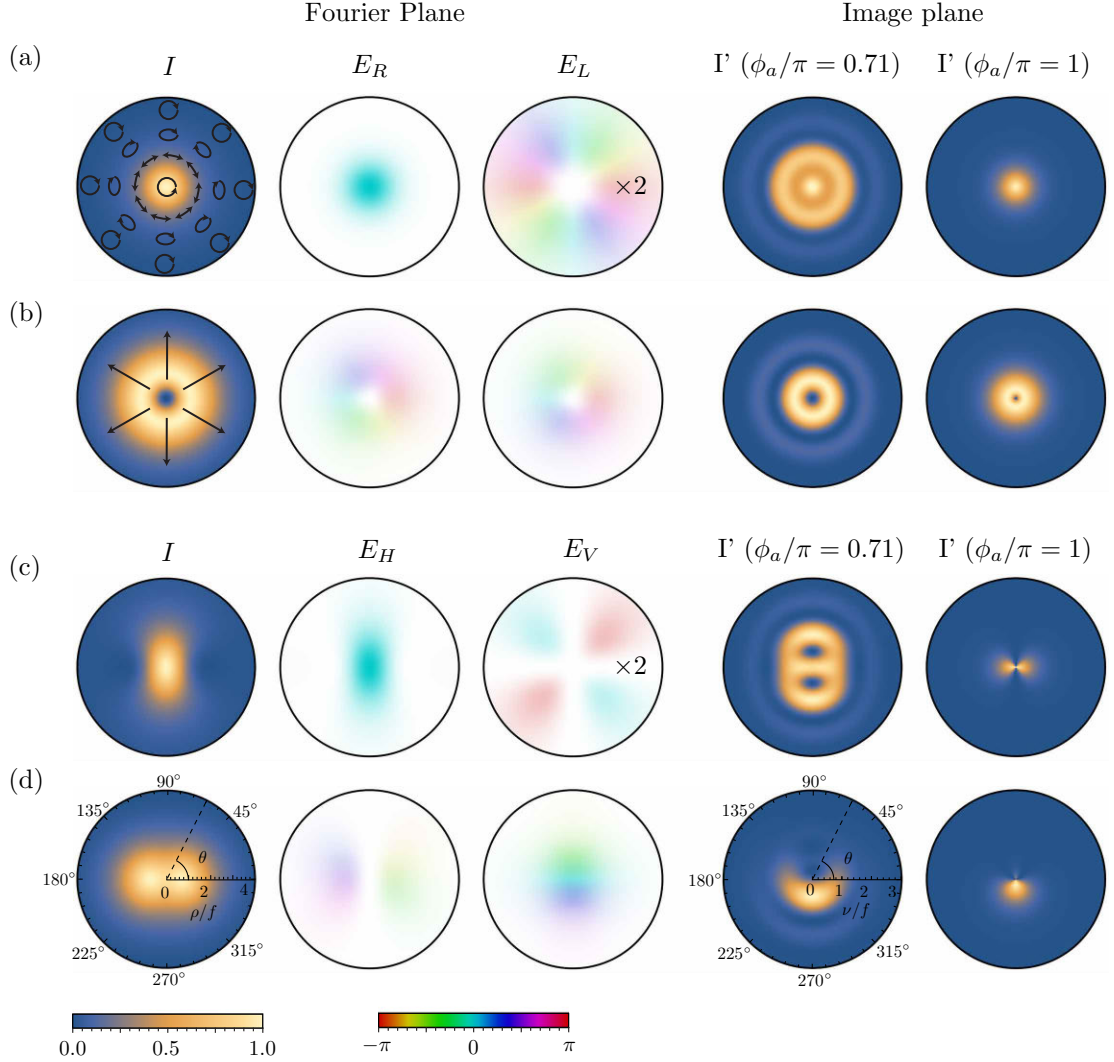 Fourier Plane Image plane
(a) I E_R E_L I' (ϕ_a/π = 0.71) I' (ϕ_a/π = 1)
×2
(b)
(c) I E_H E_V I' (ϕ_a/π = 0.71) I' (ϕ_a/π = 1)
×2
(d) 90° 90°
135° 45° 135° 45°
θ θ
180° 0 2 4 180° 0 1 2 3
ρ/f ν/f
225° 315° 225° 315°
270° 270°
0.0 0.5 1.0 −π 0 π